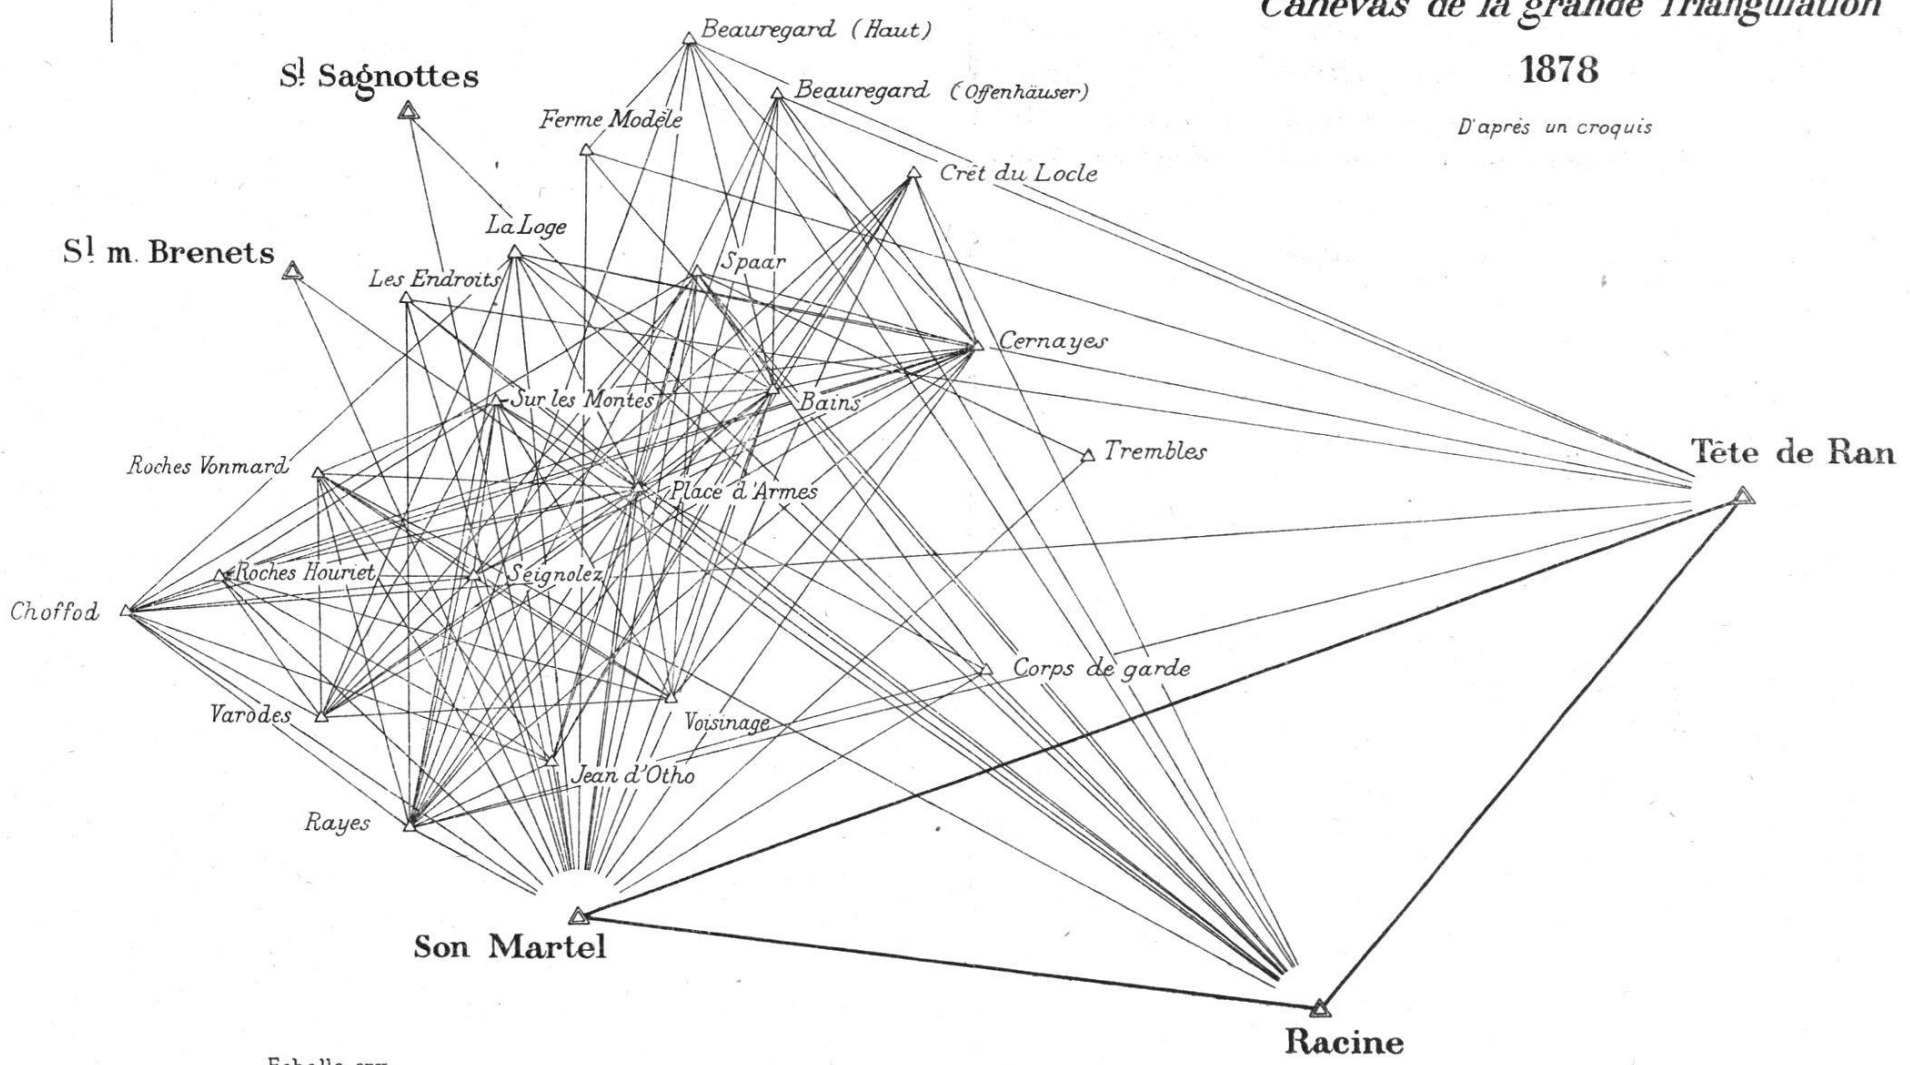 Canevas de la grande Triangulation
1878
D'après un croquis
Beauregard (Haut)
Sl Sagnottes
Beauregard (Offenhäuser)
Ferme Modèle
Crêt du Locle
La Loge
Sl m. Brenets
Spaar
Les Endroits
Cernayes
Sur les Montes
Bains
Tête de Ran
Trembles
Roches Vonmard
Place d'Armes
Roches Houriet
Seignolez
Choffod
Corps de garde
Varodes
Voisinage
Jean d'Otho
Rayes
Son Martel
Racine